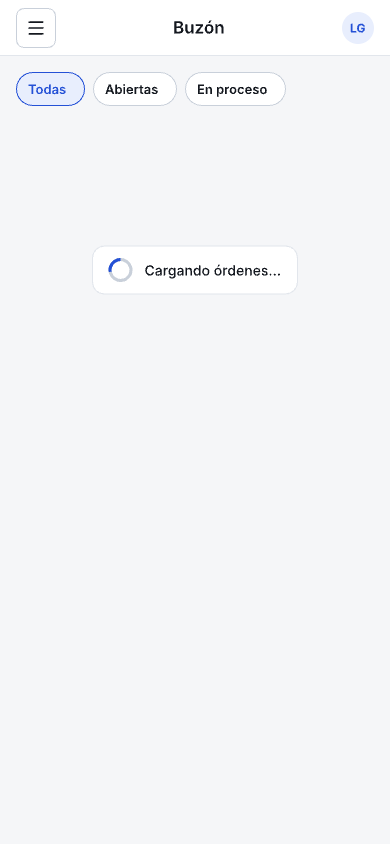 Buzón
LG
Todas
Abiertas
En proceso
Cargando órdenes...